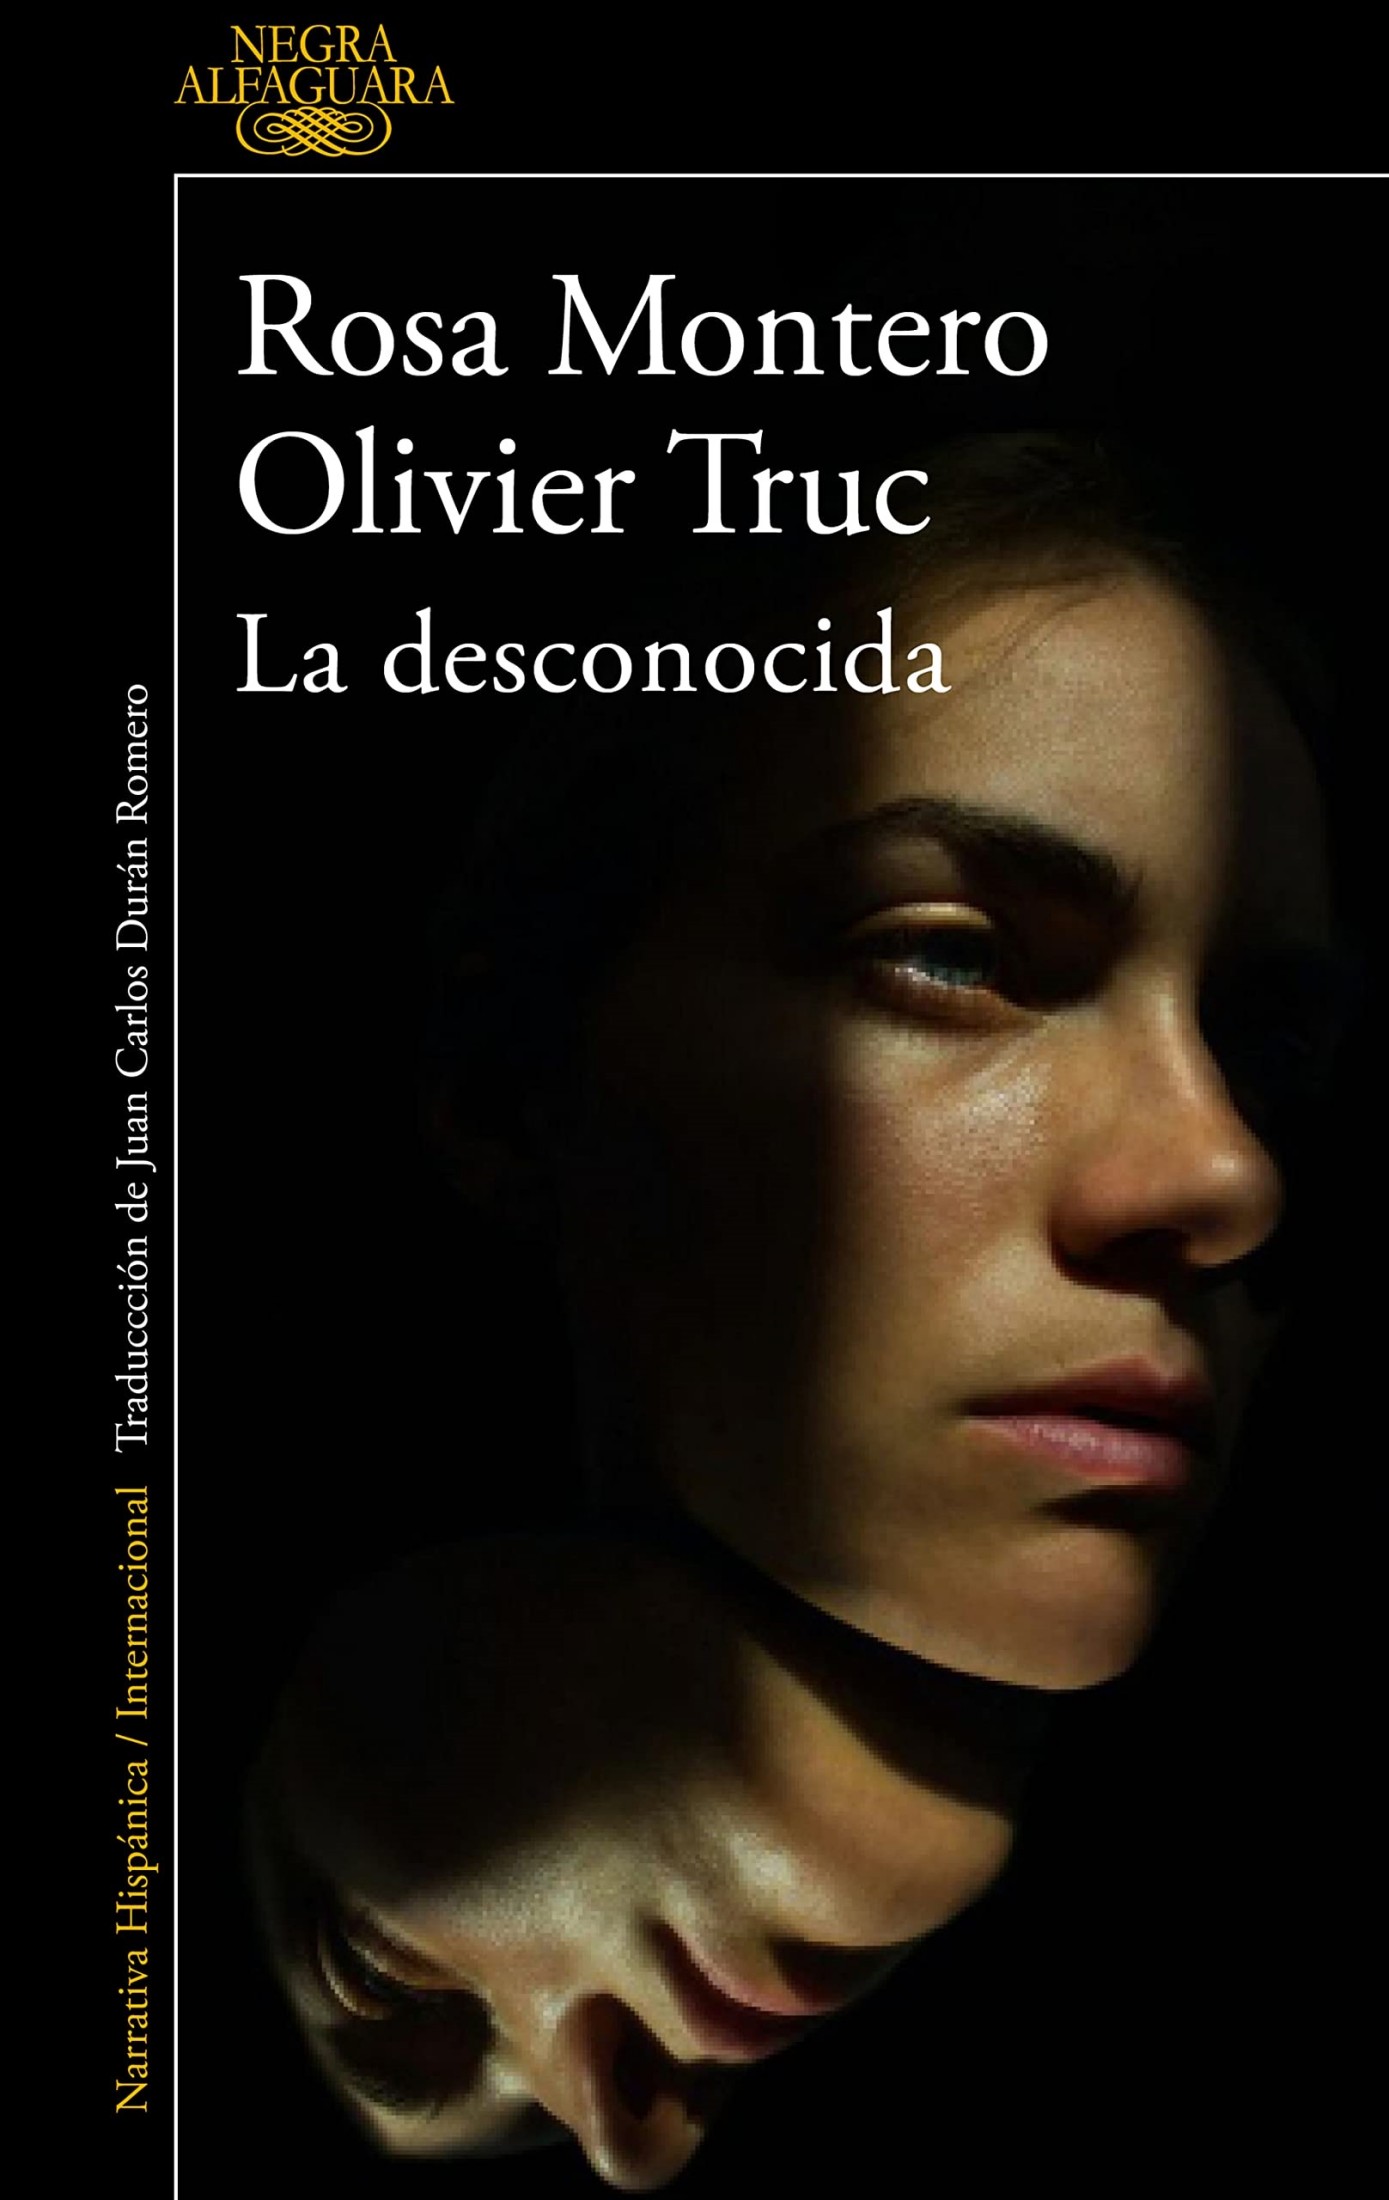 NEGRA
ALFAGUARA
Rosa Montero
Olivier Truc
La desconocida
Narrativa Hispánica / Internacional Traducción de Juan Carlos Durán Romero